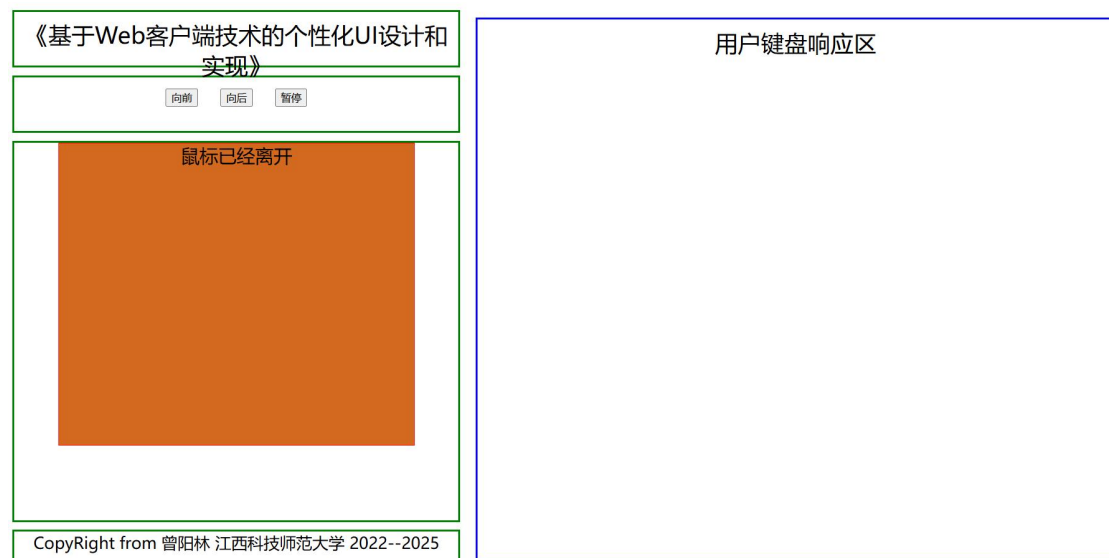 《基于Web客户端技术的个性化UI设计和
实现》
向前 向后 暂停
鼠标已经离开
CopyRight from 曾阳林 江西科技师范大学 2022--2025
用户键盘响应区